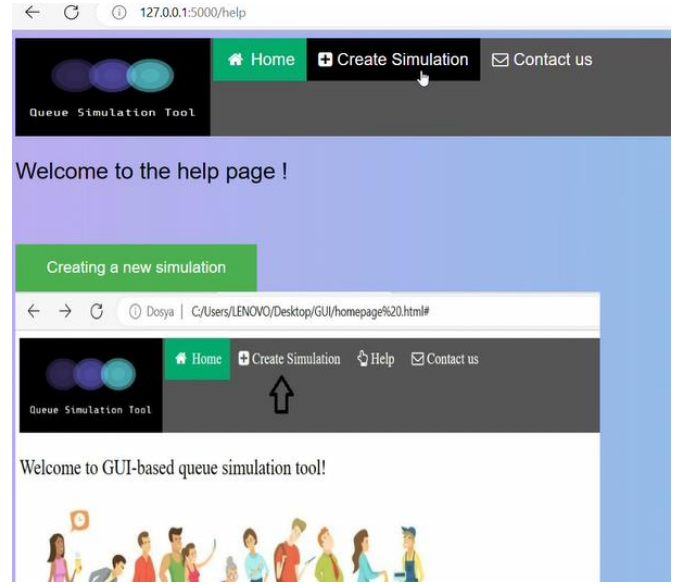 127.0.0.1:5000/help
Home Create Simulation Contact us
Queue Simulation Tool
Welcome to the help page !
Creating a new simulation
Dosya | C:/Users/LENOVO/Desktop/GUI/homepage%20.html#
Home Create Simulation Help Contact us
Queue Simulation Tool
Welcome to GUI-based queue simulation tool!